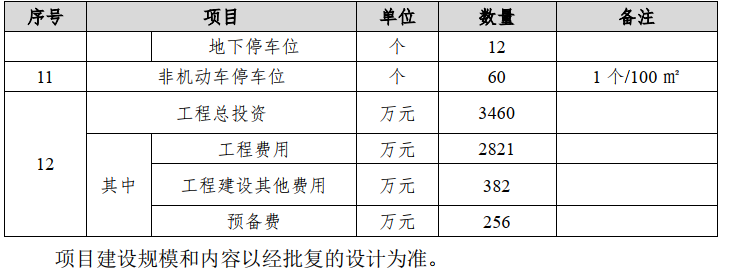 序号 项目 单位 数量 备注
地下停车位 个 12
11 非机动车停车位 个 60 1 个/100 ㎡
工程总投资 万元 3460
12
其中 工程费用 万元 2821
工程建设其他费用 万元 382
预备费 万元 256
项目建设规模和内容以经批复的设计为准。